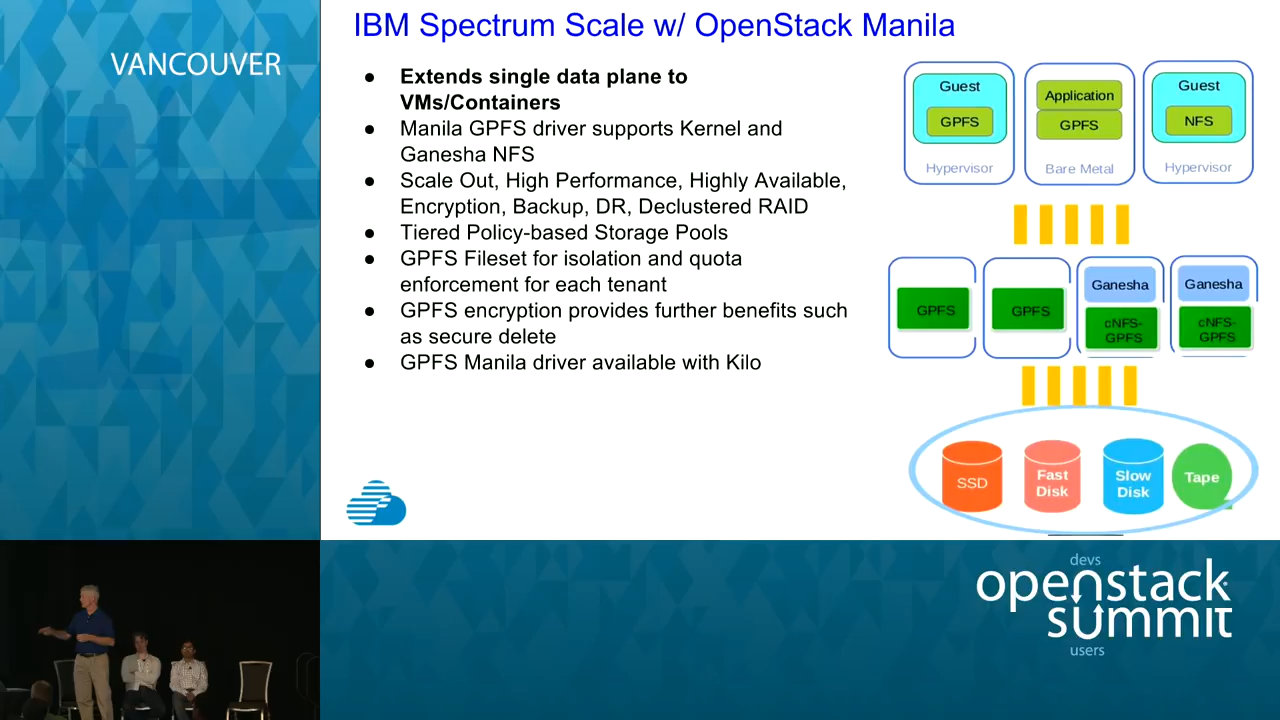 VANCOUVER
IBM Spectrum Scale w/ OpenStack Manila
● Extends single data plane to
VMs/Containers
● Manila GPFS driver supports Kernel and
Ganesha NFS
● Scale Out, High Performance, Highly Available,
Encryption, Backup, DR, Declustered RAID
● Tiered Policy-based Storage Pools
● GPFS Fileset for isolation and quota
enforcement for each tenant
● GPFS encryption provides further benefits such
as secure delete
● GPFS Manila driver available with Kilo
Guest
GPFS
Hypervisor
Application
GPFS
Bare Metal
Guest
NFS
Hypervisor
GPFS
GPFS
Ganesha
cNFS-
GPFS
Ganesha
cNFS-
GPFS
SSD
Fast
Disk
Slow
Disk
Tape
devs
openstack
summit
users